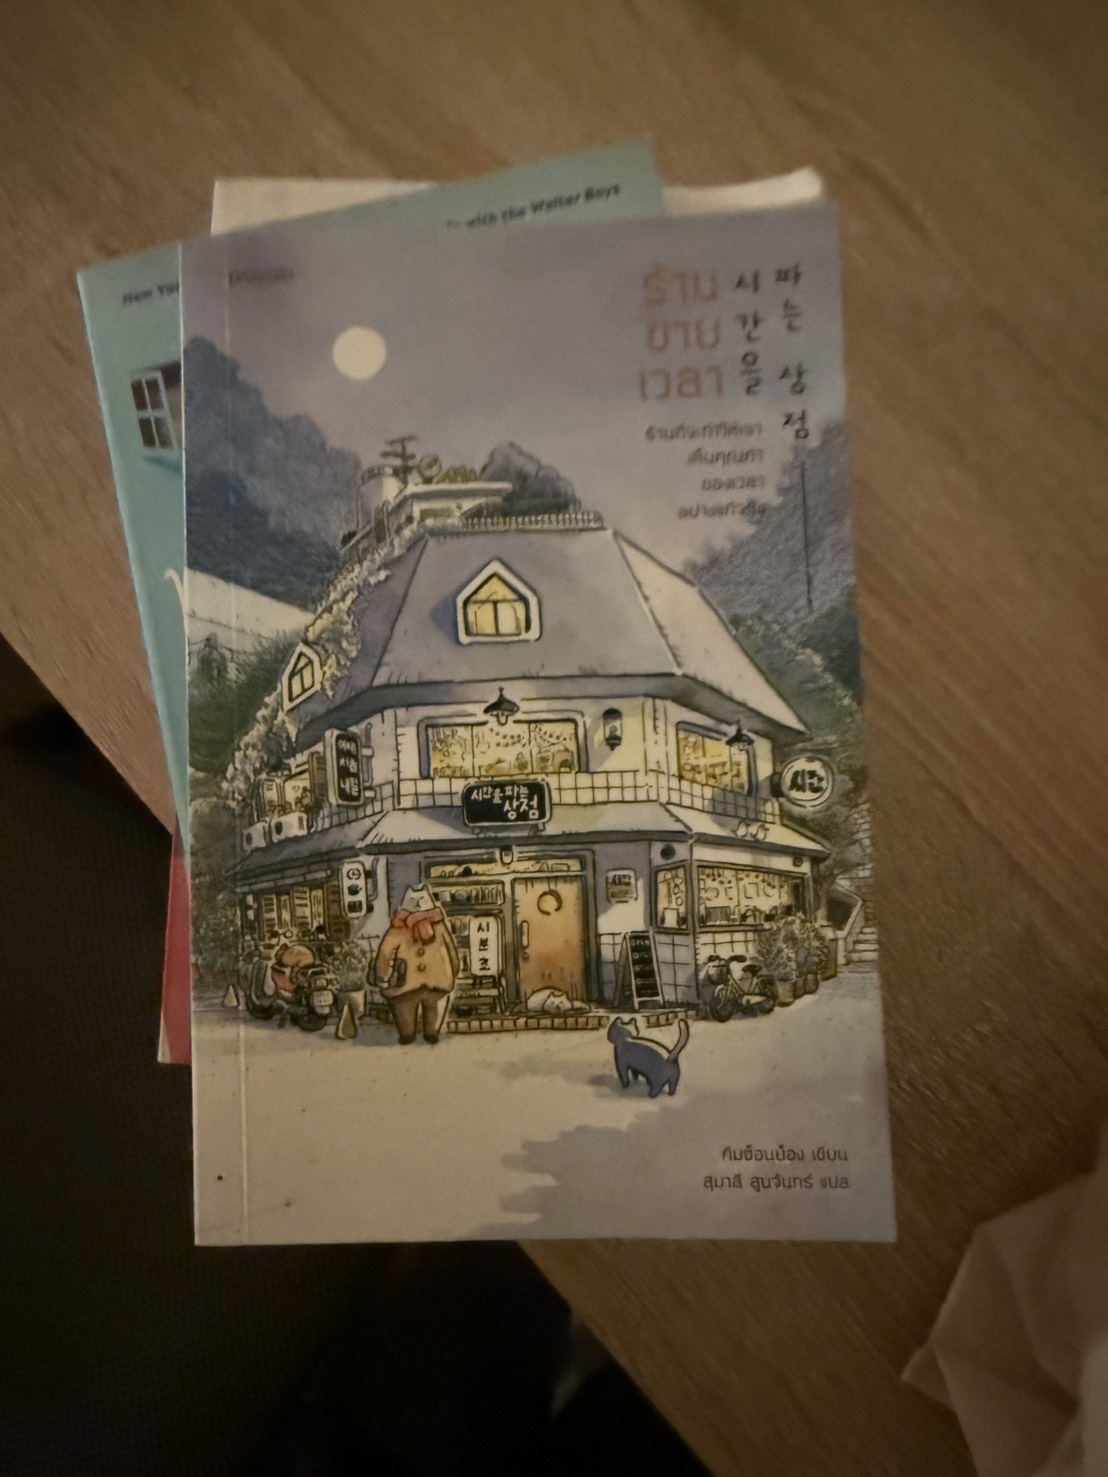 with the Walter Boys
New
ร้าน
ขาย
เวลา
시간을
파는 상점
ร้านที่จะทำให้เรา
เห็นคุณค่า
ของเวลา
อย่างแท้จริง
시간을 파는
상점
시간
시본초
คิมซ็อนย็อง เขียน
สุมาลี สูนจันทร์ แปล